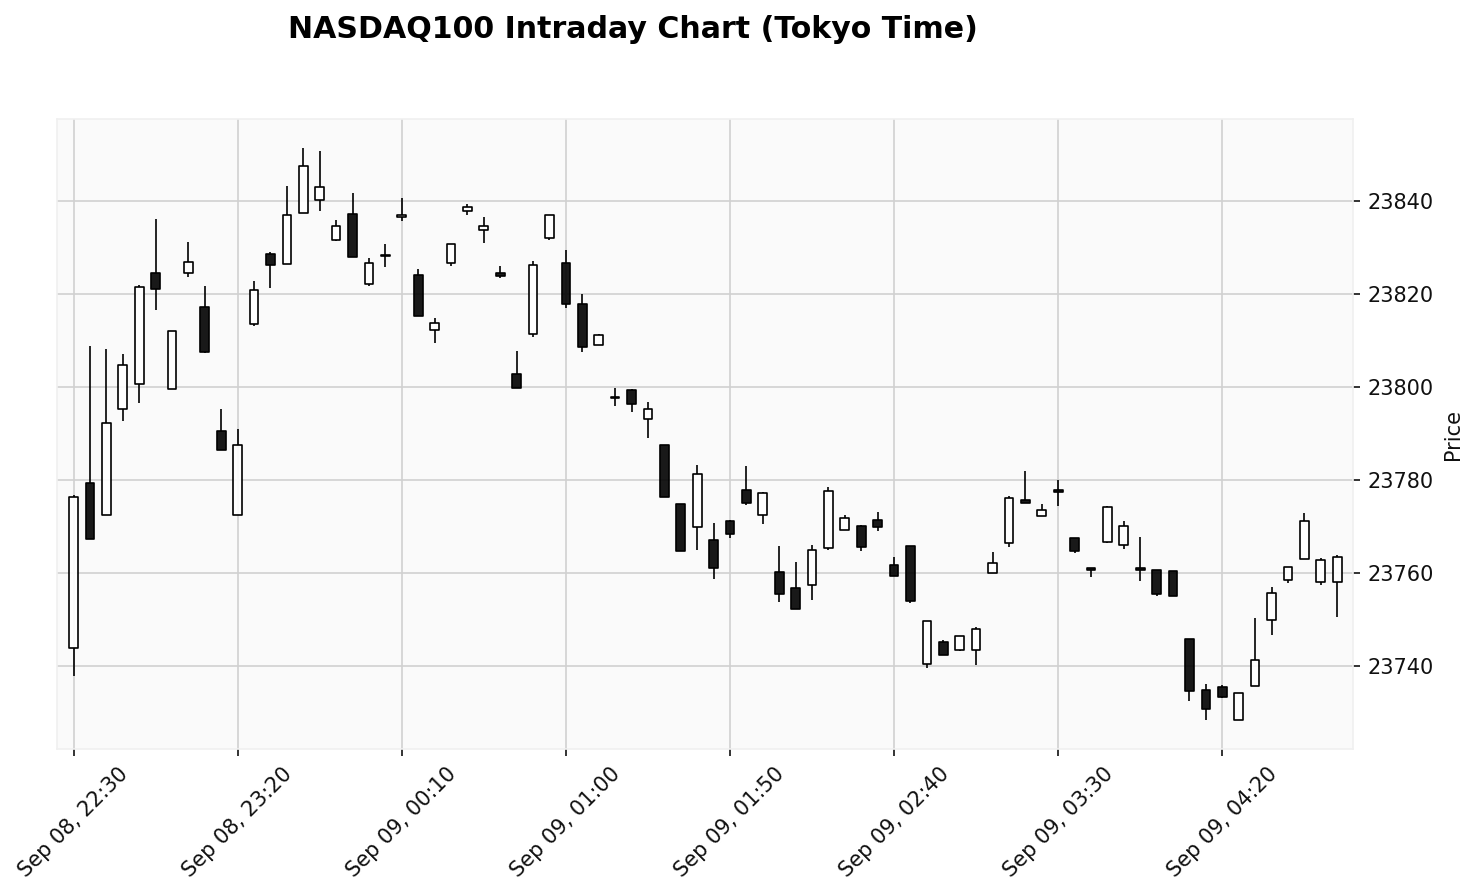 NASDAQ100 Intraday Chart (Tokyo Time)
23840
23820
23800
23780
23760
23740
Price
Sep 08, 22:30
Sep 08, 23:20
Sep 09, 00:10
Sep 09, 01:00
Sep 09, 01:50
Sep 09, 02:40
Sep 09, 03:30
Sep 09, 04:20